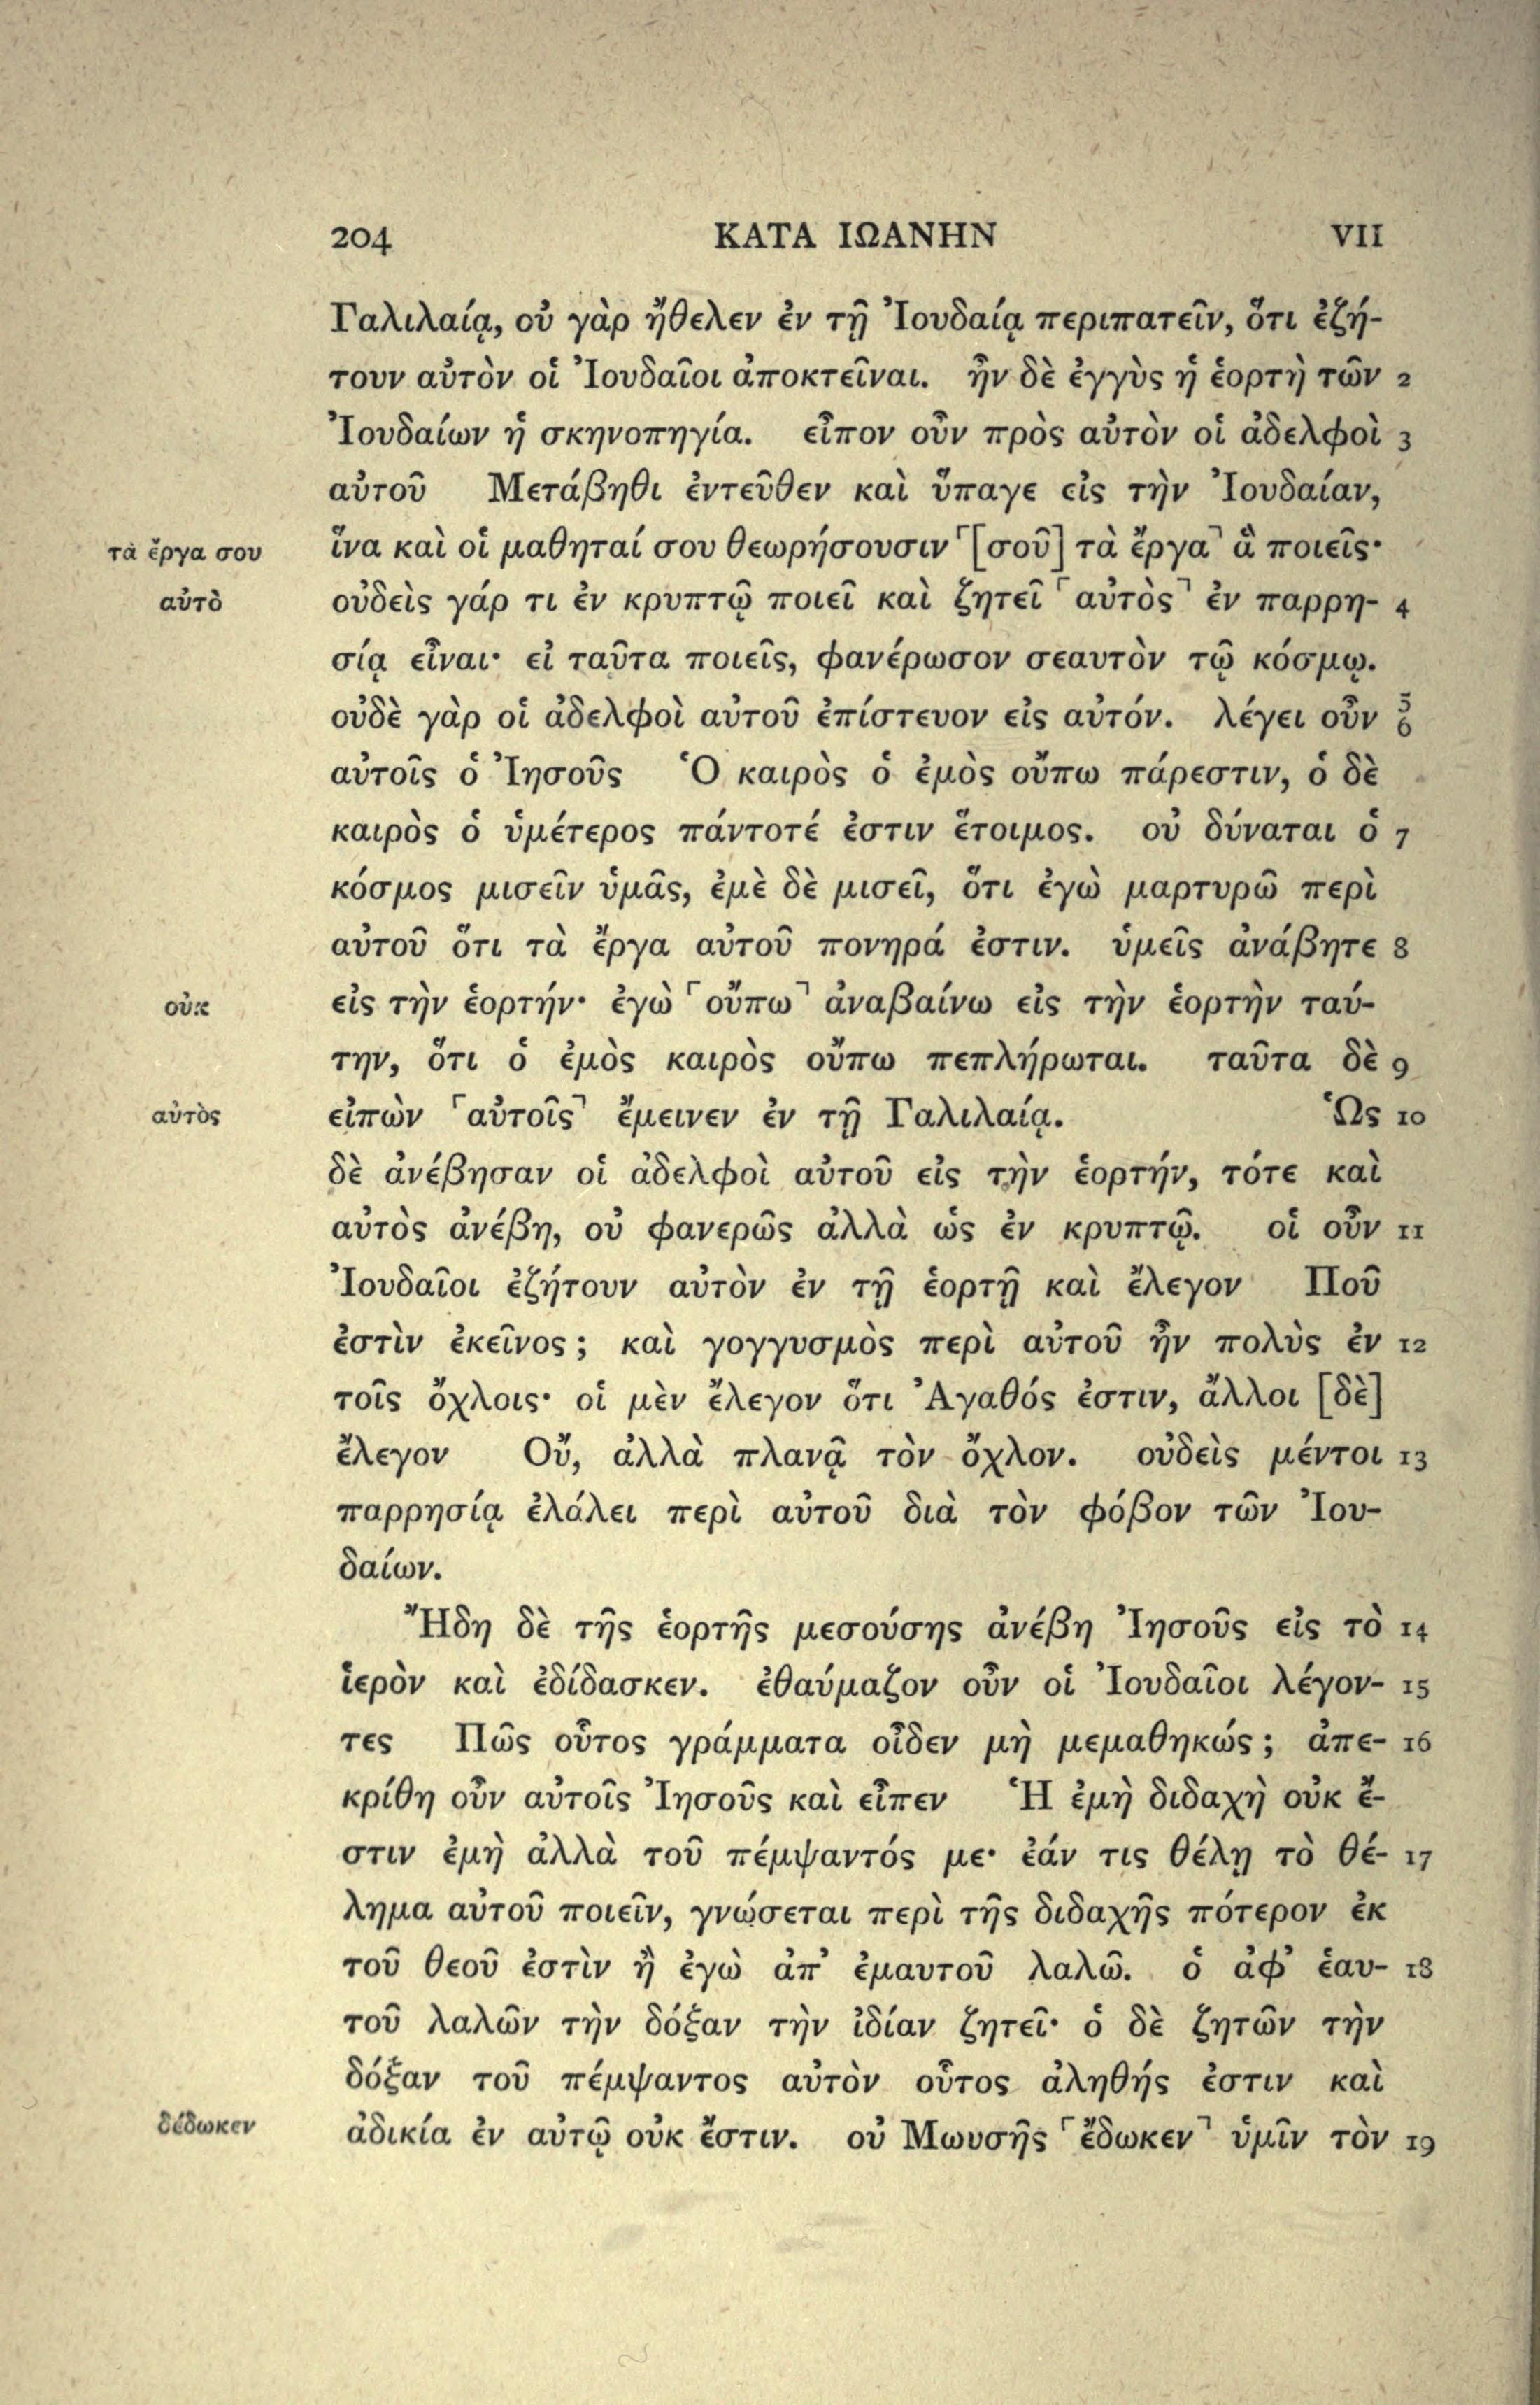 204 ΚΑΤΑ ΙΩΑΝΗΝ VII
Γαλιλαίᾳ, οὐ γὰρ ἤθελεν ἐν τῇ Ἰουδαίᾳ περιπατεῖν, ὅτι ἐζή-
τουν αὐτὸν οἱ Ἰουδαῖοι ἀποκτεῖναι. ἦν δὲ ἐγγὺς ἡ ἑορτὴ τῶν 2
Ἰουδαίων ἡ σκηνοπηγία. εἶπον οὖν πρὸς αὐτὸν οἱ ἀδελφοὶ 3
αὐτοῦ Μετάβηθι ἐντεῦθεν καὶ ὕπαγε εἰς τὴν Ἰουδαίαν,
τὰ ἔργα σου ἵνα καὶ οἱ μαθηταί σου θεωρήσουσιν ⸀[σοῦ] τὰ ἔργα⸣ ἃ ποιεῖς·
αὐτὸ οὐδεὶς γάρ τι ἐν κρυπτῷ ποιεῖ καὶ ζητεῖ ⸀αὐτὸς⸣ ἐν παρρη- 4
σίᾳ εἶναι· εἰ ταῦτα ποιεῖς, φανέρωσον σεαυτὸν τῷ κόσμῳ.
οὐδὲ γὰρ οἱ ἀδελφοὶ αὐτοῦ ἐπίστευον εἰς αὐτόν. λέγει οὖν 5 6
αὐτοῖς ὁ Ἰησοῦς Ὁ καιρὸς ὁ ἐμὸς οὔπω πάρεστιν, ὁ δὲ
καιρὸς ὁ ὑμέτερος πάντοτέ ἐστιν ἕτοιμος. οὐ δύναται ὁ 7
κόσμος μισεῖν ὑμᾶς, ἐμὲ δὲ μισεῖ, ὅτι ἐγὼ μαρτυρῶ περὶ
αὐτοῦ ὅτι τὰ ἔργα αὐτοῦ πονηρά ἐστιν. ὑμεῖς ἀνάβητε 8
οὐκ εἰς τὴν ἑορτήν· ἐγὼ ⸀οὔπω⸣ ἀναβαίνω εἰς τὴν ἑορτὴν ταύ-
την, ὅτι ὁ ἐμὸς καιρὸς οὔπω πεπλήρωται. ταῦτα δὲ 9
αὐτὸς εἰπὼν ⸀αὐτοῖς⸣ ἔμεινεν ἐν τῇ Γαλιλαίᾳ. Ὡς 10
δὲ ἀνέβησαν οἱ ἀδελφοὶ αὐτοῦ εἰς τὴν ἑορτήν, τότε καὶ
αὐτὸς ἀνέβη, οὐ φανερῶς ἀλλὰ ὡς ἐν κρυπτῷ. οἱ οὖν 11
Ἰουδαῖοι ἐζήτουν αὐτὸν ἐν τῇ ἑορτῇ καὶ ἔλεγον Ποῦ
ἐστὶν ἐκεῖνος; καὶ γογγυσμὸς περὶ αὐτοῦ ἦν πολὺς ἐν 12
τοῖς ὄχλοις· οἱ μὲν ἔλεγον ὅτι Ἀγαθός ἐστιν, ἄλλοι [δὲ]
ἔλεγον Οὔ, ἀλλὰ πλανᾷ τὸν ὄχλον. οὐδεὶς μέντοι 13
παρρησίᾳ ἐλάλει περὶ αὐτοῦ διὰ τὸν φόβον τῶν Ἰου-
δαίων.
Ἤδη δὲ τῆς ἑορτῆς μεσούσης ἀνέβη Ἰησοῦς εἰς τὸ 14
ἱερὸν καὶ ἐδίδασκεν. ἐθαύμαζον οὖν οἱ Ἰουδαῖοι λέγον- 15
τες Πῶς οὗτος γράμματα οἶδεν μὴ μεμαθηκώς; ἀπε- 16
κρίθη οὖν αὐτοῖς Ἰησοῦς καὶ εἶπεν Ἡ ἐμὴ διδαχὴ οὐκ ἔ-
στιν ἐμὴ ἀλλὰ τοῦ πέμψαντός με· ἐάν τις θέλῃ τὸ θέ- 17
λημα αὐτοῦ ποιεῖν, γνώσεται περὶ τῆς διδαχῆς πότερον ἐκ
τοῦ θεοῦ ἐστὶν ἢ ἐγὼ ἀπ᾽ ἐμαυτοῦ λαλῶ. ὁ ἀφ᾽ ἑαυ- 18
τοῦ λαλῶν τὴν δόξαν τὴν ἰδίαν ζητεῖ· ὁ δὲ ζητῶν τὴν
δόξαν τοῦ πέμψαντος αὐτὸν οὗτος ἀληθής ἐστιν καὶ
δέδωκεν ἀδικία ἐν αὐτῷ οὐκ ἔστιν. οὐ Μωυσῆς ⸀ἔδωκεν⸣ ὑμῖν τὸν 19